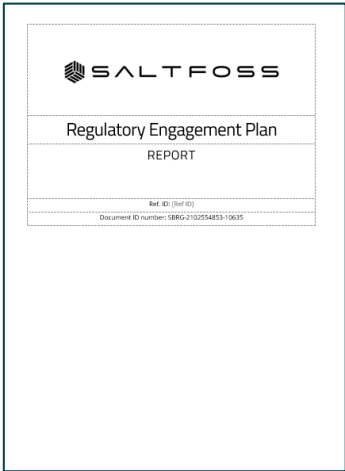 SALTFOSS
Regulatory Engagement Plan
REPORT
Ref. ID: [Ref ID]
Document ID number: SBRG-2102554853-10635